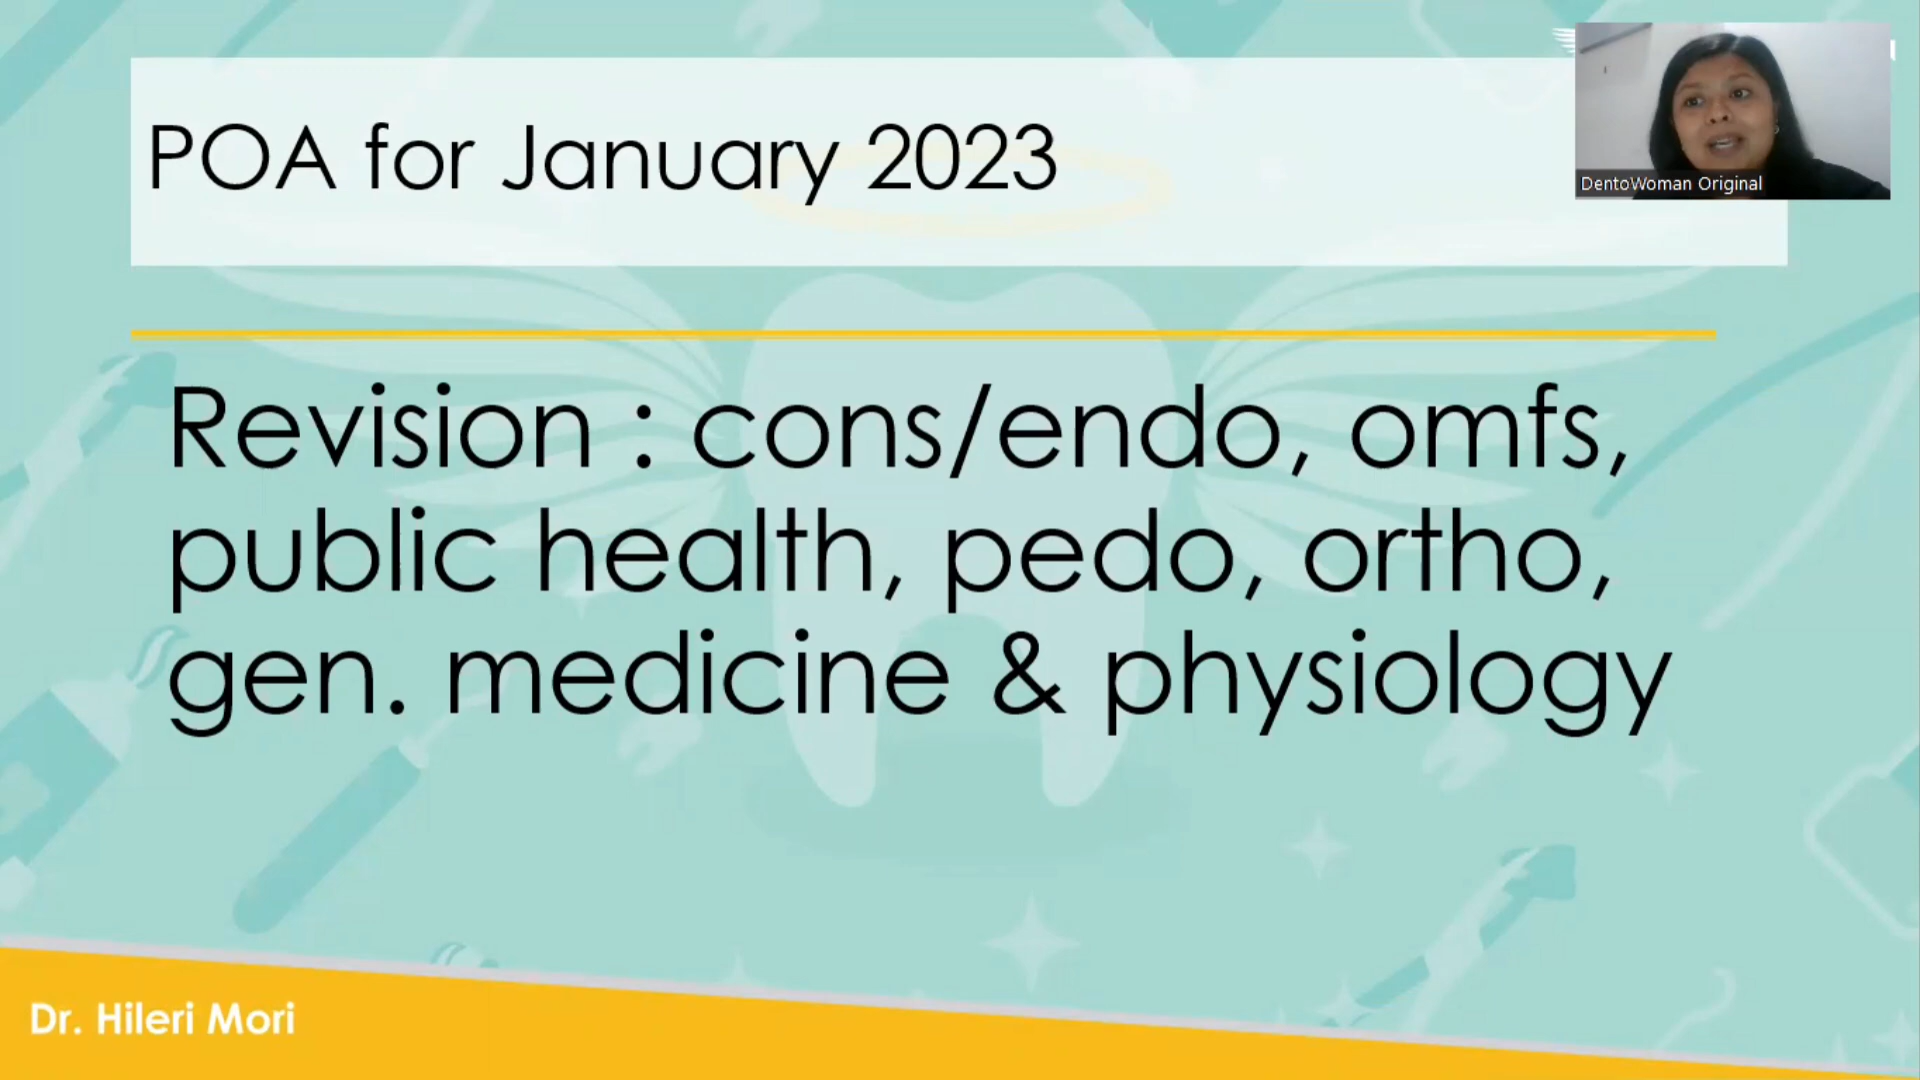 POA for January 2023
DentoWoman Original
Revision : cons/endo, omfs,
public health, pedo, ortho,
gen. medicine & physiology
Dr. Hileri Mori